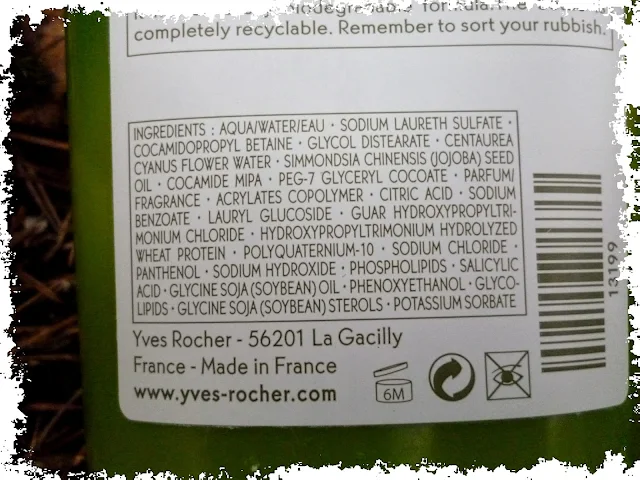 completely recyclable. Remember to sort your rubbish.
INGREDIENTS : AQUA/WATER/EAU · SODIUM LAURETH SULFATE ·
COCAMIDOPROPYL BETAINE · GLYCOL DISTEARATE · CENTAUREA
CYANUS FLOWER WATER · SIMMONDSIA CHINENSIS (JOJOBA) SEED
OIL · COCAMIDE MIPA · PEG-7 GLYCERYL COCOATE · PARFUM/
FRAGRANCE · ACRYLATES COPOLYMER · CITRIC ACID · SODIUM
BENZOATE · LAURYL GLUCOSIDE · GUAR HYDROXYPROPYLTRI-
MONIUM CHLORIDE · HYDROXYPROPYLTRIMONIUM HYDROLYZED
WHEAT PROTEIN · POLYQUATERNIUM-10 · SODIUM CHLORIDE ·
PANTHENOL · SODIUM HYDROXIDE · PHOSPHOLIPIDS · SALICYLIC
ACID · GLYCINE SOJA (SOYBEAN) OIL · PHENOXYETHANOL · GLYCO-
LIPIDS · GLYCINE SOJA (SOYBEAN) STEROLS · POTASSIUM SORBATE
Yves Rocher - 56201 La Gacilly
France - Made in France
www.yves-rocher.com
6M
13199